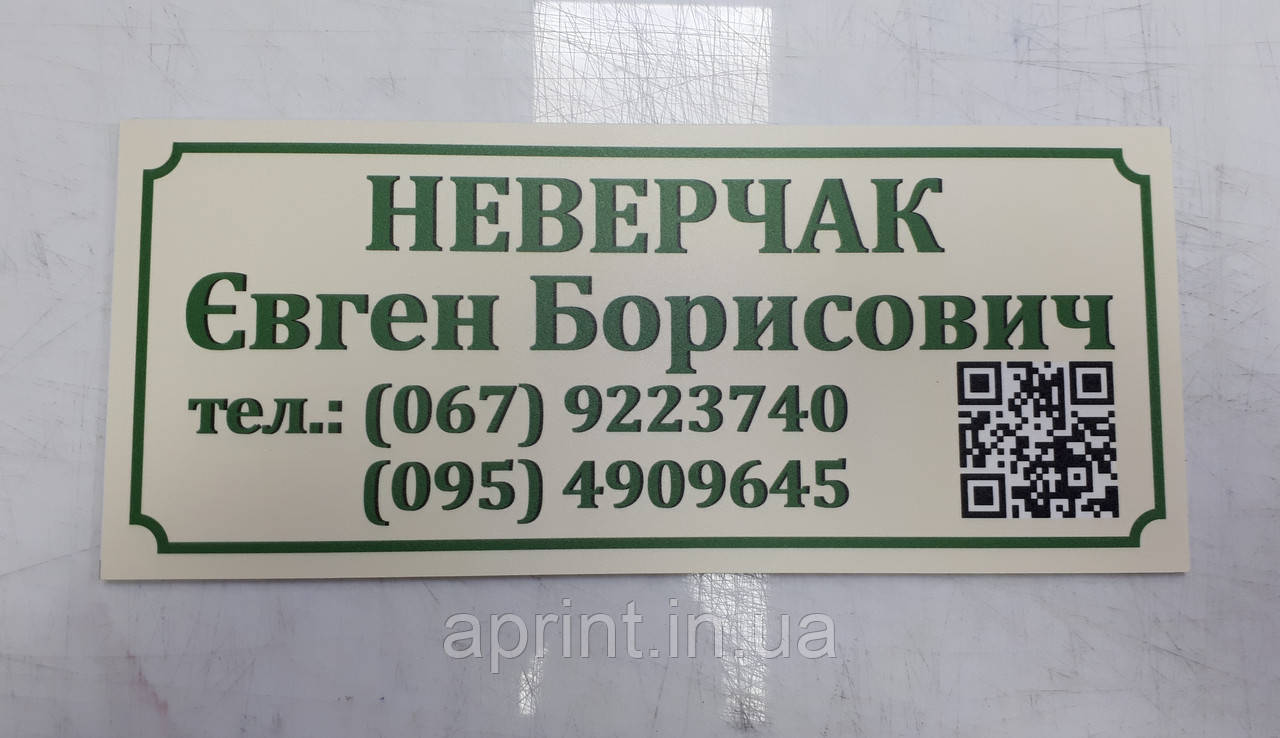 НЕВЕРЧАК
Євген Борисович
тел.: (067) 9223740
(095) 4909645
aprint.in.ua